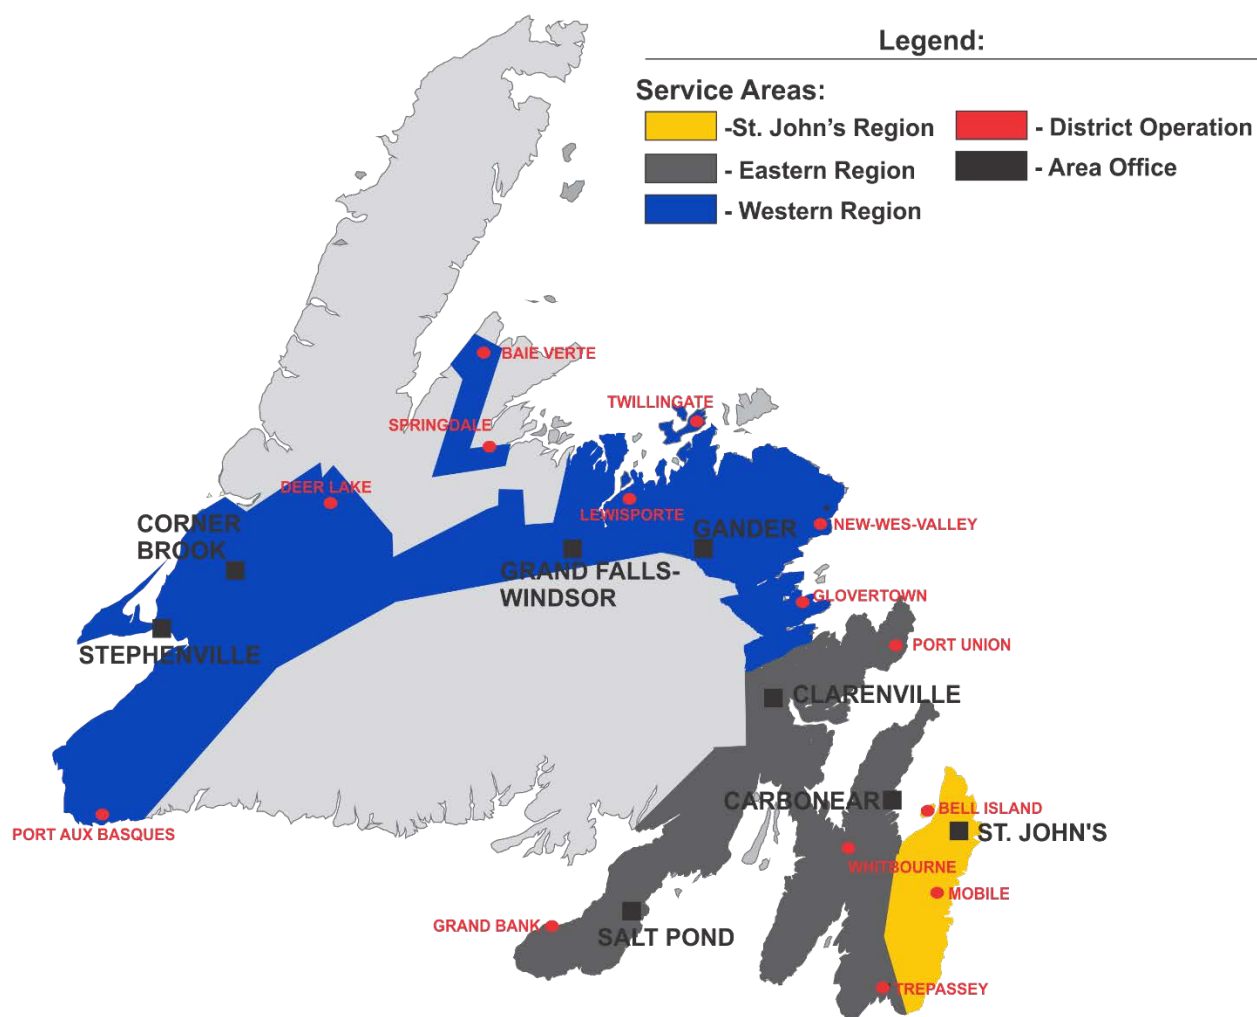 Legend:
Service Areas:
-St. John's Region
- District Operation
- Eastern Region
- Area Office
- Western Region
BAIE VERTE
TWILLINGATE
SPRINGDALE
DEER LAKE
LEWISPORTE
CORNER
BROOK
GANDER
NEW-WES-VALLEY
GRAND FALLS-
WINDSOR
GLOVERTOWN
STEPHENVILLE
PORT UNION
CLARENVILLE
CARBONEAR
BELL ISLAND
PORT AUX BASQUES
ST. JOHN'S
WHITBOURNE
MOBILE
GRAND BANK
SALT POND
TREPASSEY